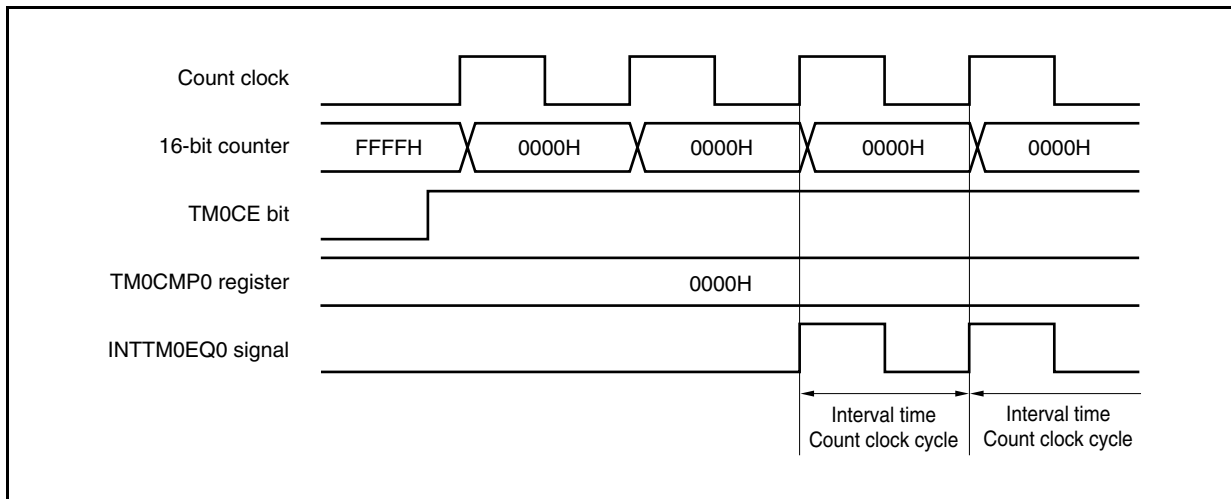 Count clock
16-bit counter
FFFFH 0000H 0000H 0000H 0000H
TM0CE bit
TM0CMP0 register
0000H
INTTM0EQ0 signal
Interval time
Count clock cycle
Interval time
Count clock cycle